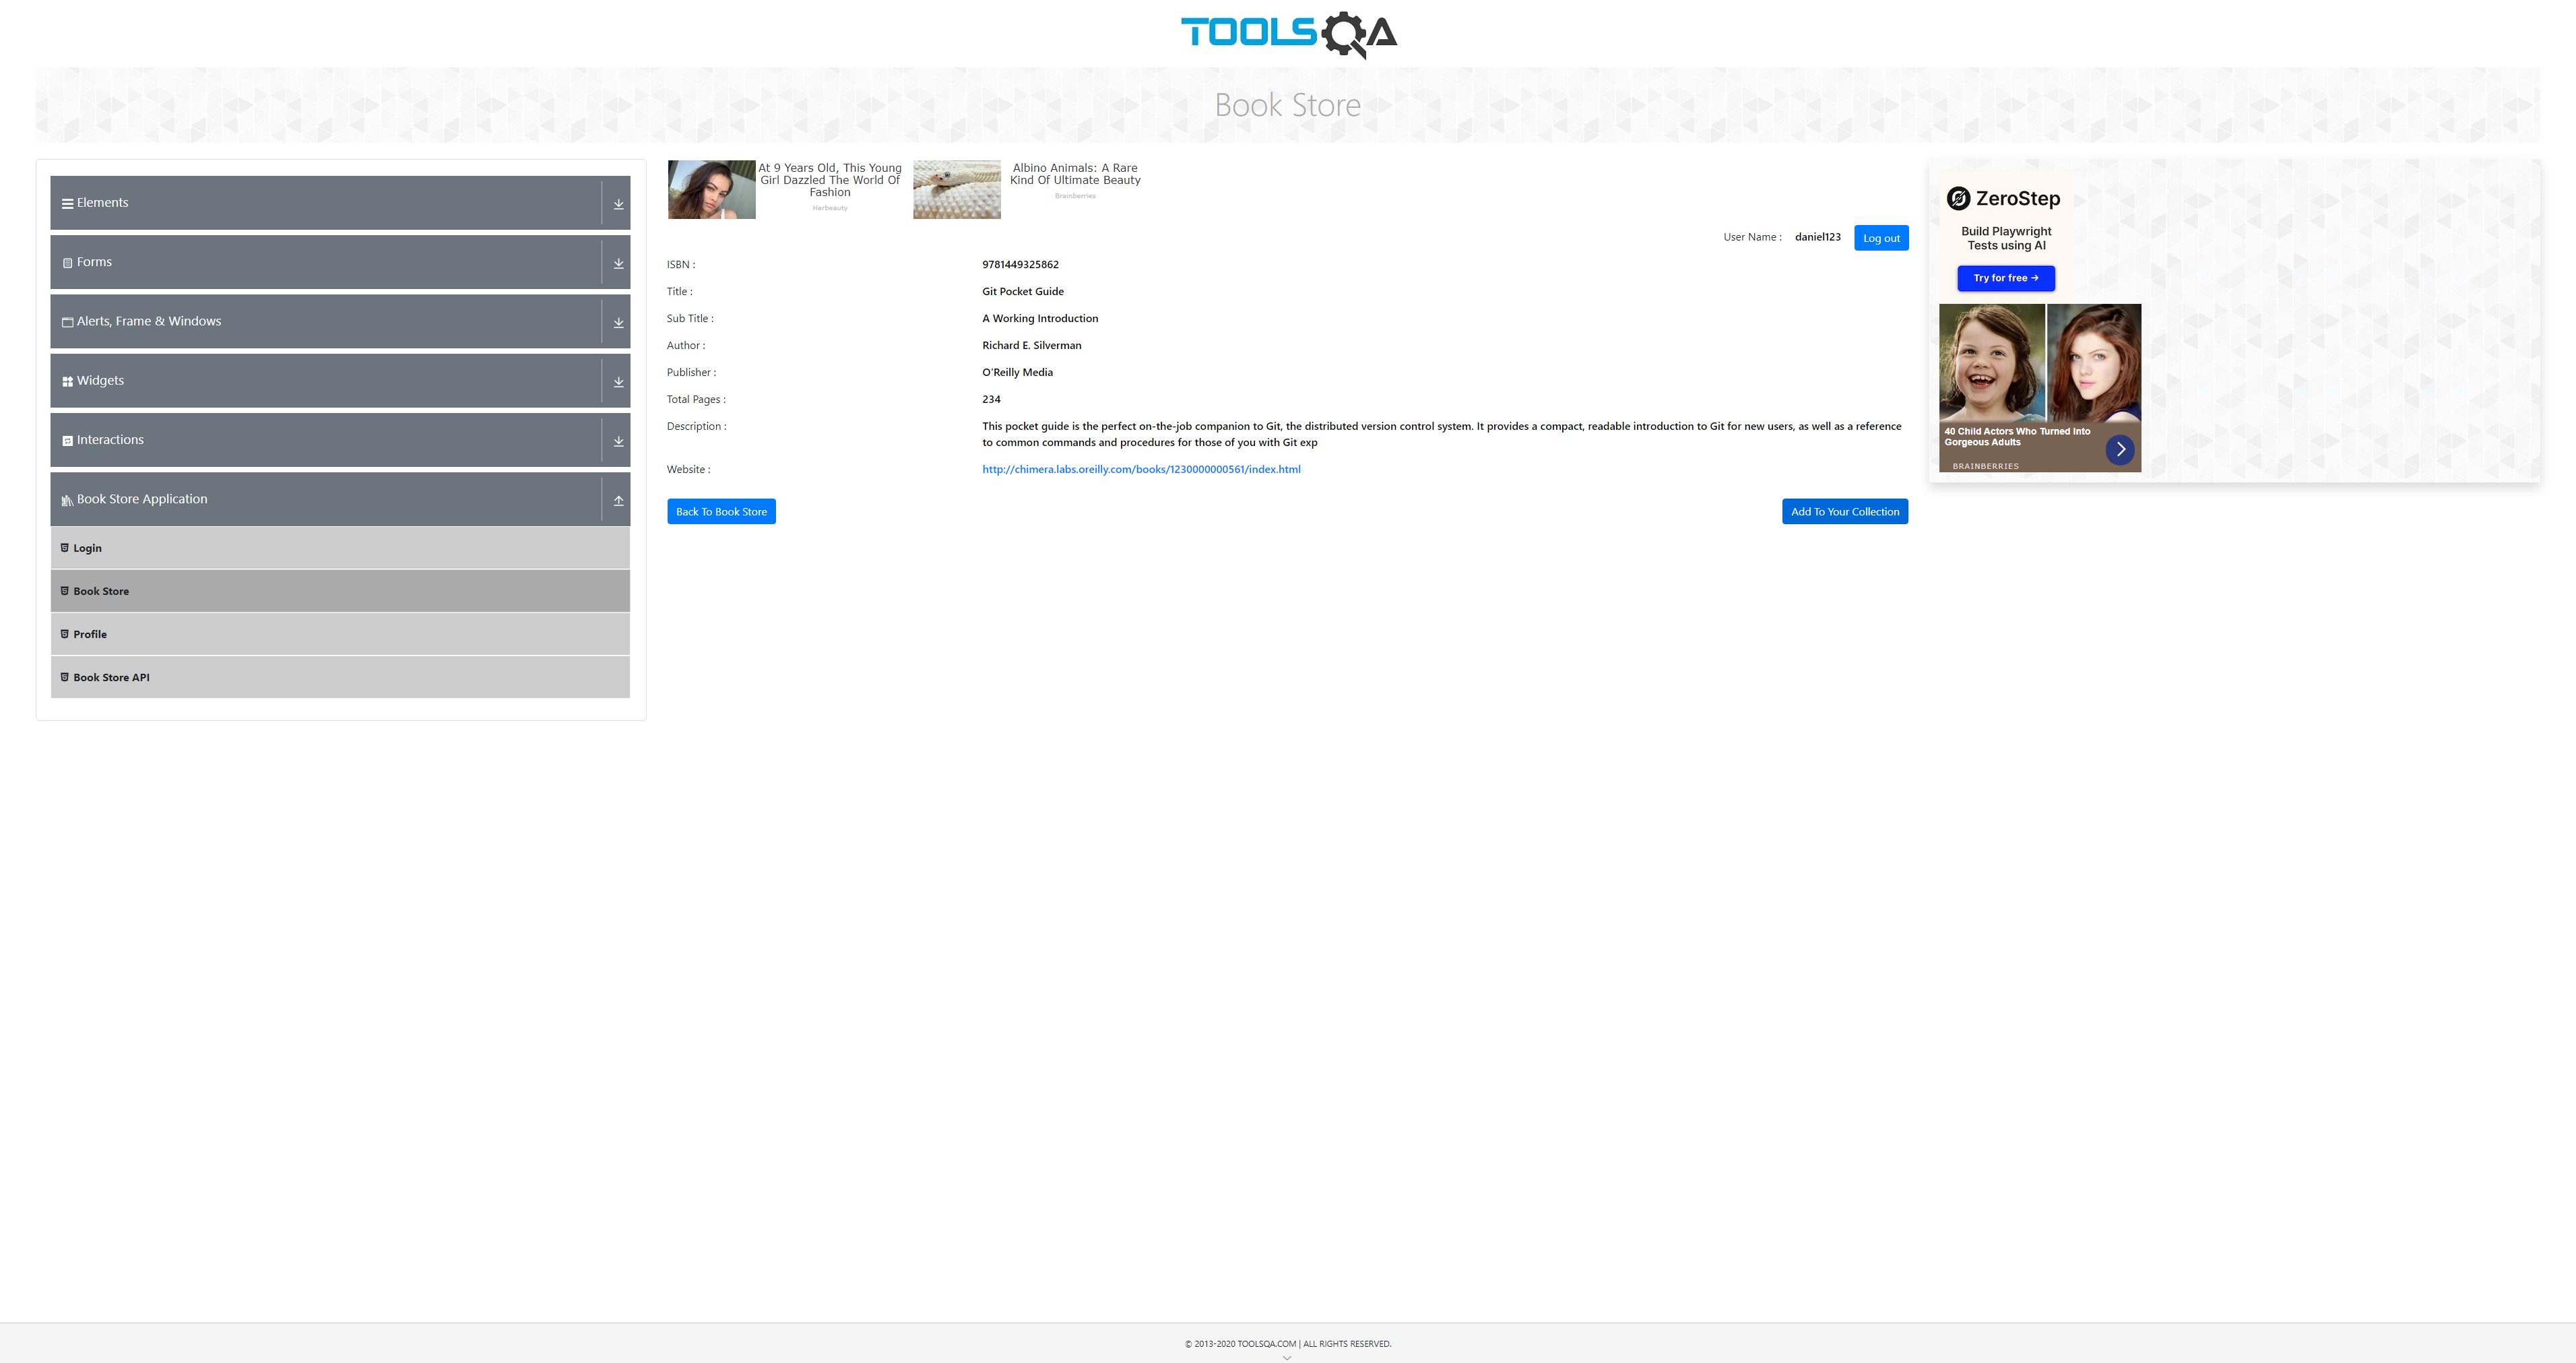 TOOLSQA
Book Store
Elements
Forms
Alerts, Frame & Windows
Widgets
Interactions
Book Store Application
Login
Book Store
Profile
Book Store API
At 9 Years Old, This Young
Girl Dazzled The World Of
Fashion
Herbeauty
Albino Animals: A Rare
Kind Of Ultimate Beauty
Brainberries
User Name : daniel123 Log out
ISBN : 9781449325862
Title : Git Pocket Guide
Sub Title : A Working Introduction
Author : Richard E. Silverman
Publisher : O'Reilly Media
Total Pages : 234
Description : This pocket guide is the perfect on-the-job companion to Git, the distributed version control system. It provides a compact, readable introduction to Git for new users, as well as a reference
to common commands and procedures for those of you with Git exp
Website : http://chimera.labs.oreilly.com/books/1230000000561/index.html
Back To Book Store Add To Your Collection
ZeroStep
Build Playwright
Tests using AI
Try for free →
40 Child Actors Who Turned Into
Gorgeous Adults
BRAINBERRIES
© 2013-2020 TOOLSQA.COM | ALL RIGHTS RESERVED.